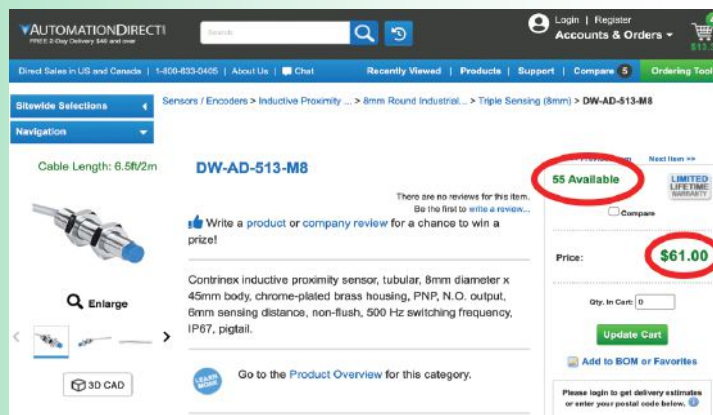 AUTOMATIONDIRECT
FREE 2-Day Delivery $49 and over
Search
Login | Register
Accounts & Orders
Direct Sales in US and Canada | 1-800-633-0405 | About Us | Chat
Recently Viewed | Products | Support | Compare 5
Ordering Tool
Sitewide Selections
Navigation
Sensors / Encoders > Inductive Proximity ... > 8mm Round Industrial... > Triple Sensing (8mm) > DW-AD-513-M8
Cable Length: 6.5ft/2m
Enlarge
3D CAD
DW-AD-513-M8
There are no reviews for this item.
Be the first to write a review...
Write a product or company review for a chance to win a
prize!
Contrinex inductive proximity sensor, tubular, 8mm diameter x
45mm body, chrome-plated brass housing, PNP, N.O. output,
6mm sensing distance, non-flush, 500 Hz switching frequency,
IP67, pigtail.
LEARN
MORE
Go to the Product Overview for this category.
Next Item >>
55 Available
LIMITED
LIFETIME
WARRANTY
Compare
Price:
$61.00
Qty. In Cart: 0
Update Cart
Add to BOM or Favorites
Please login to get delivery estimates
or enter your postal code below.